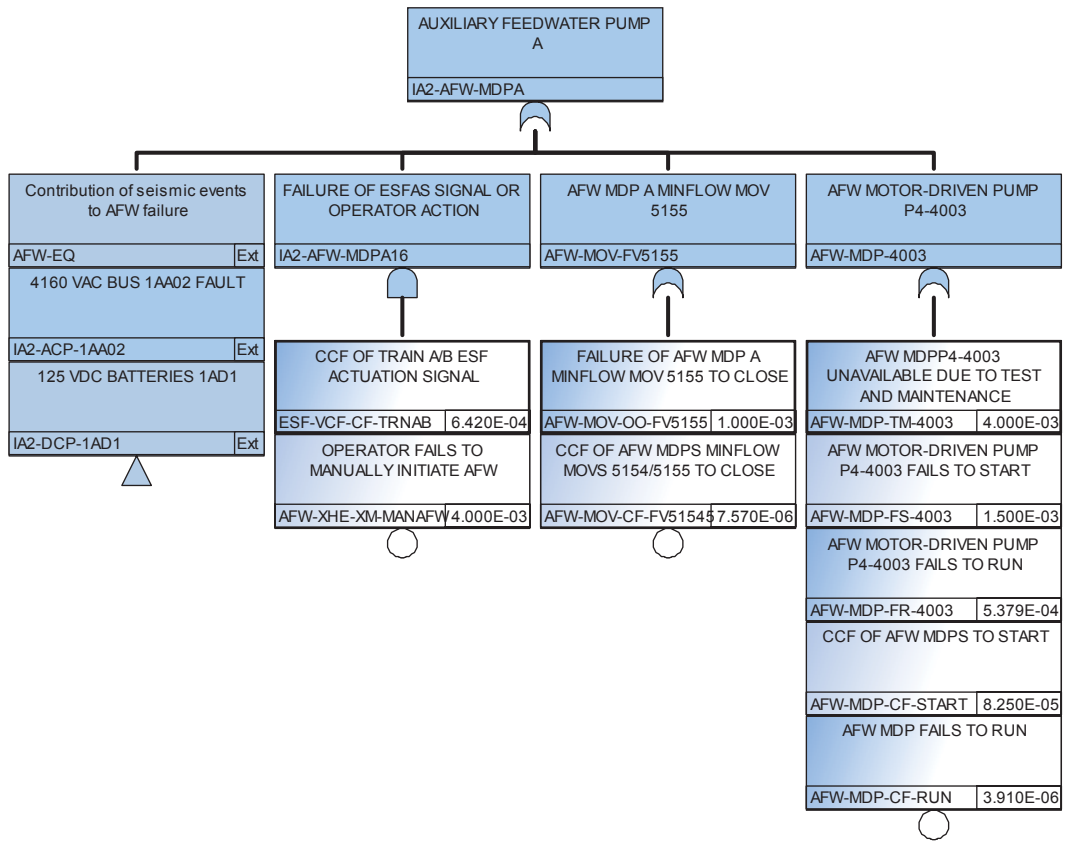 AUXILIARY FEEDWATER PUMP
A
IA2-AFW-MDPA
Contribution of seismic events
to AFW failure
AFW-EQ Ext
4160 VAC BUS 1AA02 FAULT
IA2-ACP-1AA02 Ext
125 VDC BATTERIES 1AD1
IA2-DCP-1AD1 Ext
FAILURE OF ESFAS SIGNAL OR
OPERATOR ACTION
IA2-AFW-MDPA16
CCF OF TRAIN A/B ESF
ACTUATION SIGNAL
ESF-VCF-CF-TRNAB 6.420E-04
OPERATOR FAILS TO
MANUALLY INITIATE AFW
AFW-XHE-XM-MANAFW 4.000E-03
AFW MDP A MINFLOW MOV
5155
AFW-MOV-FV5155
FAILURE OF AFW MDP A
MINFLOW MOV 5155 TO CLOSE
AFW-MOV-OO-FV5155 1.000E-03
CCF OF AFW MDPS MINFLOW
MOVS 5154/5155 TO CLOSE
AFW-MOV-CF-FV51545 7.570E-06
AFW MOTOR-DRIVEN PUMP
P4-4003
AFW-MDP-4003
AFW MDPP4-4003
UNAVAILABLE DUE TO TEST
AND MAINTENANCE
AFW-MDP-TM-4003 4.000E-03
AFW MOTOR-DRIVEN PUMP
P4-4003 FAILS TO START
AFW-MDP-FS-4003 1.500E-03
AFW MOTOR-DRIVEN PUMP
P4-4003 FAILS TO RUN
AFW-MDP-FR-4003 5.379E-04
CCF OF AFW MDPS TO START
AFW-MDP-CF-START 8.250E-05
AFW MDP FAILS TO RUN
AFW-MDP-CF-RUN 3.910E-06